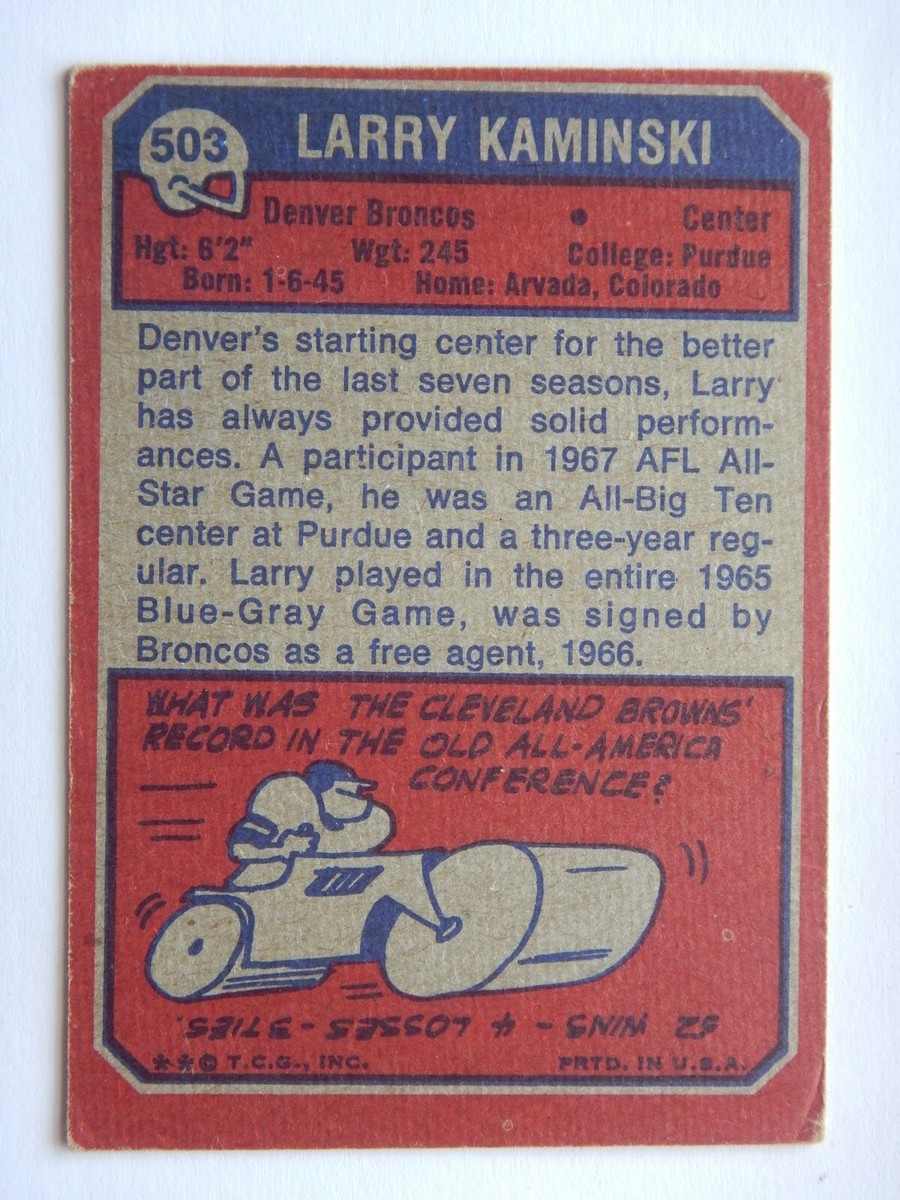 503
LARRY KAMINSKI
Denver Broncos • Center
Hgt: 6'2" Wgt: 245 College: Purdue
Born: 1-6-45 Home: Arvada, Colorado
Denver's starting center for the better
part of the last seven seasons, Larry
has always provided solid perform-
ances. A participant in 1967 AFL All-
Star Game, he was an All-Big Ten
center at Purdue and a three-year reg-
ular. Larry played in the entire 1965
Blue-Gray Game, was signed by
Broncos as a free agent, 1966.
WHAT WAS THE CLEVELAND BROWNS'
RECORD IN THE OLD ALL-AMERICA
CONFERENCE?
52 WINS - 4 LOSSES - 3 TIES.
**© T.C.G., INC. PRTD. IN U.S.A.